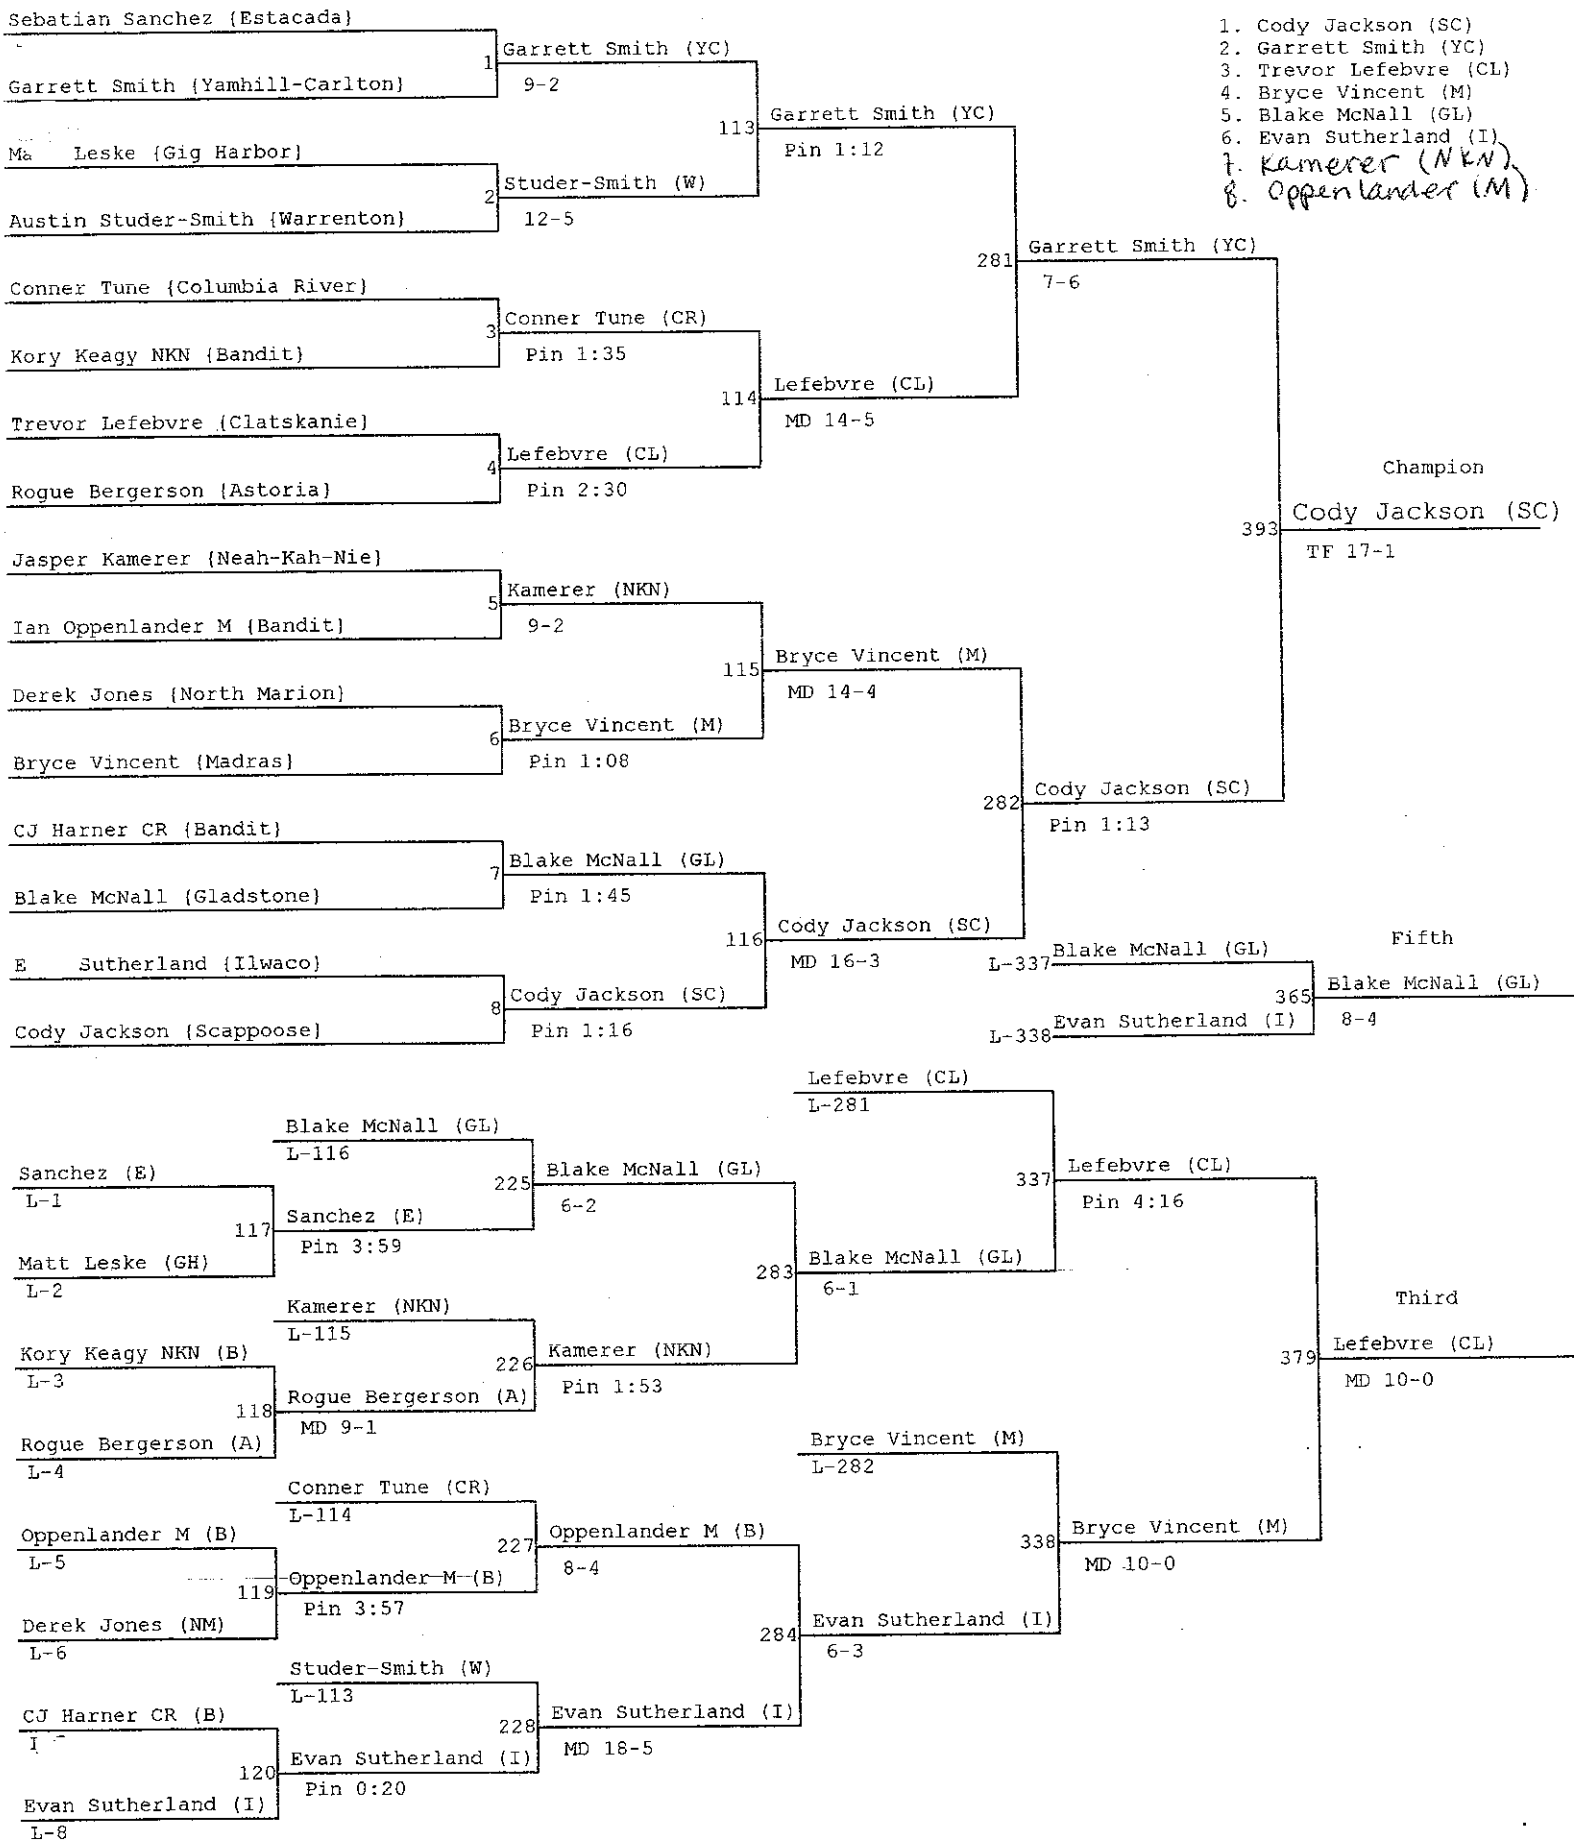 Sebatian Sanchez {Estacada}
1 Garrett Smith (YC)
9-2
Garrett Smith {Yamhill-Carlton}
113 Garrett Smith (YC)
Pin 1:12
Leske {Gig Harbor}
2 Studer-Smith (W)
12-5
Austin Studer-Smith {Warrenton}
281 Garrett Smith (YC)
7-6
Conner Tune {Columbia River}
3 Conner Tune (CR)
Pin 1:35
Kory Keagy NKN {Bandit}
114 Lefebvre (CL)
MD 14-5
Trevor Lefebvre {Clatskanie}
4 Lefebvre (CL)
Pin 2:30
Rogue Bergerson {Astoria}
Champion
393 Cody Jackson (SC)
TF 17-1
Jasper Kamerer {Neah-Kah-Nie}
5 Kamerer (NKN)
9-2
Ian Oppenlander M {Bandit}
115 Bryce Vincent (M)
MD 14-4
Derek Jones {North Marion}
6 Bryce Vincent (M)
Pin 1:08
Bryce Vincent {Madras}
282 Cody Jackson (SC)
Pin 1:13
CJ Harner CR {Bandit}
7 Blake McNall (GL)
Pin 1:45
Blake McNall {Gladstone}
116 Cody Jackson (SC)
MD 16-3
E Sutherland {Ilwaco}
8 Cody Jackson (SC)
Pin 1:16
Cody Jackson {Scappoose}
1. Cody Jackson (SC)
2. Garrett Smith (YC)
3. Trevor Lefebvre (CL)
4. Bryce Vincent (M)
5. Blake McNall (GL)
6. Evan Sutherland (I)
7. Kamerer (NKN)
8. Oppenlander (M)
Fifth
L-337 Blake McNall (GL)
365 Blake McNall (GL)
8-4
L-338 Evan Sutherland (I)
Lefebvre (CL)
L-281
Blake McNall (GL)
L-116
Sanchez (E)
L-1
225 Blake McNall (GL)
6-2
337 Lefebvre (CL)
Pin 4:16
117 Sanchez (E)
Pin 3:59
Matt Leske (GH)
L-2
283 Blake McNall (GL)
6-1
Kamerer (NKN)
L-115
Third
Kory Keagy NKN (B)
L-3
226 Kamerer (NKN)
Pin 1:53
379 Lefebvre (CL)
MD 10-0
118 Rogue Bergerson (A)
MD 9-1
Rogue Bergerson (A)
L-4
Bryce Vincent (M)
L-282
Conner Tune (CR)
L-114
Oppenlander M (B)
L-5
227 Oppenlander M (B)
8-4
338 Bryce Vincent (M)
MD 10-0
119 Oppenlander M (B)
Pin 3:57
Derek Jones (NM)
L-6
284 Evan Sutherland (I)
6-3
Studer-Smith (W)
L-113
CJ Harner CR (B)
228 Evan Sutherland (I)
MD 18-5
120 Evan Sutherland (I)
Pin 0:20
Evan Sutherland (I)
L-8